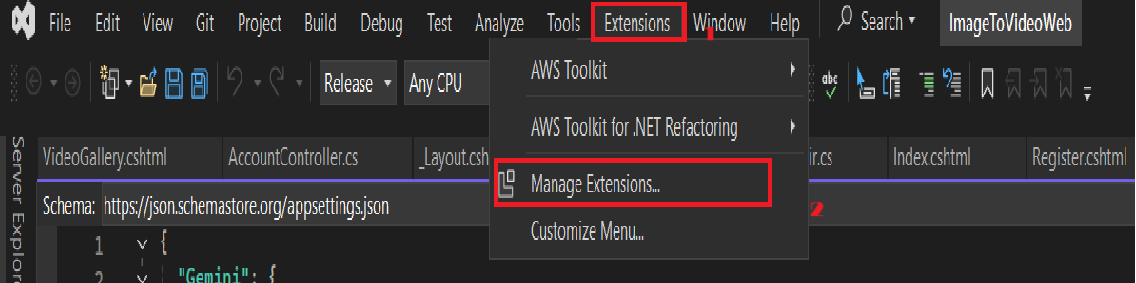 File Edit View Git Project Build Debug Test Analyze Tools Extensions 1 Window Help Search ImageToVideoWeb
Release Any CPU abc
AWS Toolkit
AWS Toolkit for .NET Refactoring
Manage Extensions...
Customize Menu...
Server Explor
VideoGallery.cshtml AccountController.cs _Layout.csh ir.cs Index.cshtml Register.cshtml
Schema: https://json.schemastore.org/appsettings.json 2
1 {
2 "Gemini": {